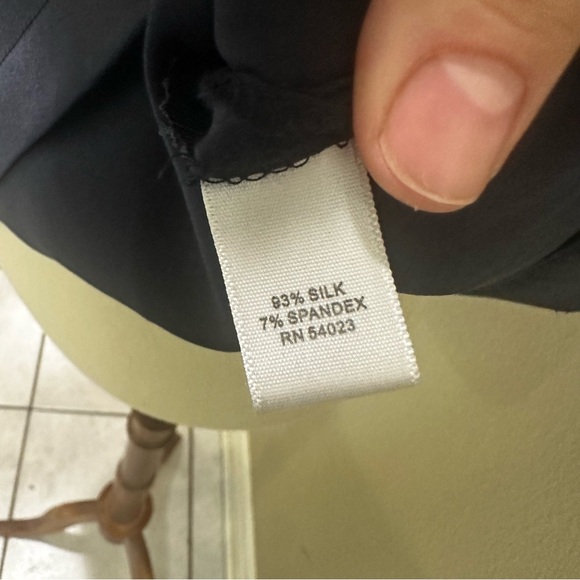 93% SILK
7% SPANDEX
RN 54023